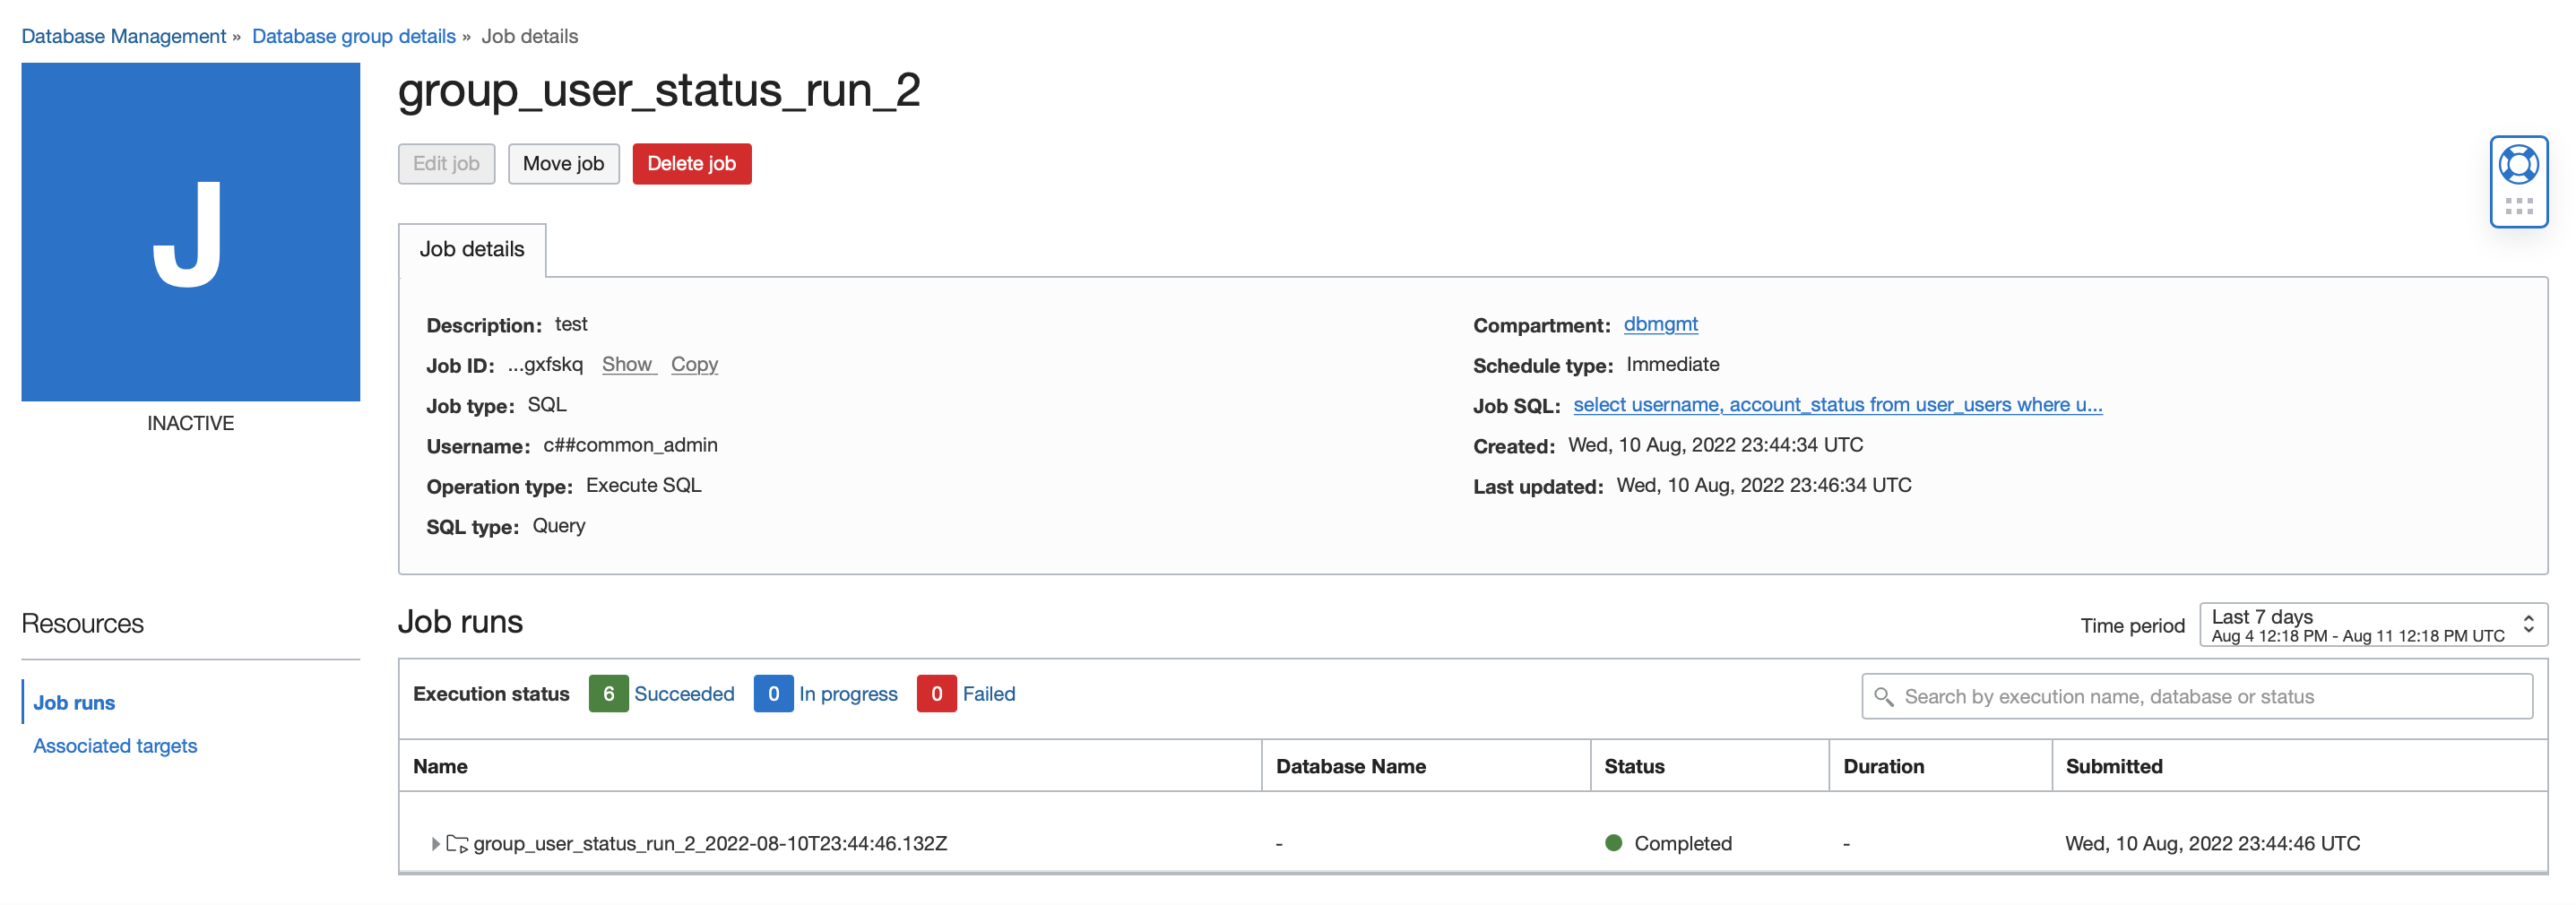 Database Management » Database group details » Job details
J
INACTIVE
group_user_status_run_2
Edit job Move job Delete job
Job details
Description: test
Job ID: ...gxfskq Show Copy
Job type: SQL
Username: c##common_admin
Operation type: Execute SQL
SQL type: Query
Compartment: dbmgmt
Schedule type: Immediate
Job SQL: select username, account_status from user_users where u...
Created: Wed, 10 Aug, 2022 23:44:34 UTC
Last updated: Wed, 10 Aug, 2022 23:46:34 UTC
Resources
Job runs
Associated targets
Job runs
Time period Last 7 days
Aug 4 12:18 PM - Aug 11 12:18 PM UTC
Execution status 6 Succeeded 0 In progress 0 Failed
Search by execution name, database or status
Name Database Name Status Duration Submitted
group_user_status_run_2_2022-08-10T23:44:46.132Z - Completed - Wed, 10 Aug, 2022 23:44:46 UTC